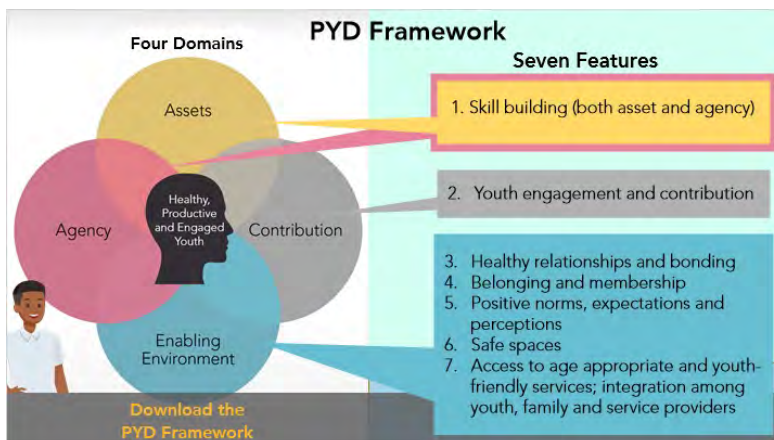 PYD Framework
Four Domains
Assets
Agency
Healthy,
Productive
and Engaged
Youth
Contribution
Enabling
Environment
Download the
PYD Framework
Seven Features
1. Skill building (both asset and agency)
2. Youth engagement and contribution
3. Healthy relationships and bonding
4. Belonging and membership
5. Positive norms, expectations and
perceptions
6. Safe spaces
7. Access to age appropriate and youth-
friendly services; integration among
youth, family and service providers